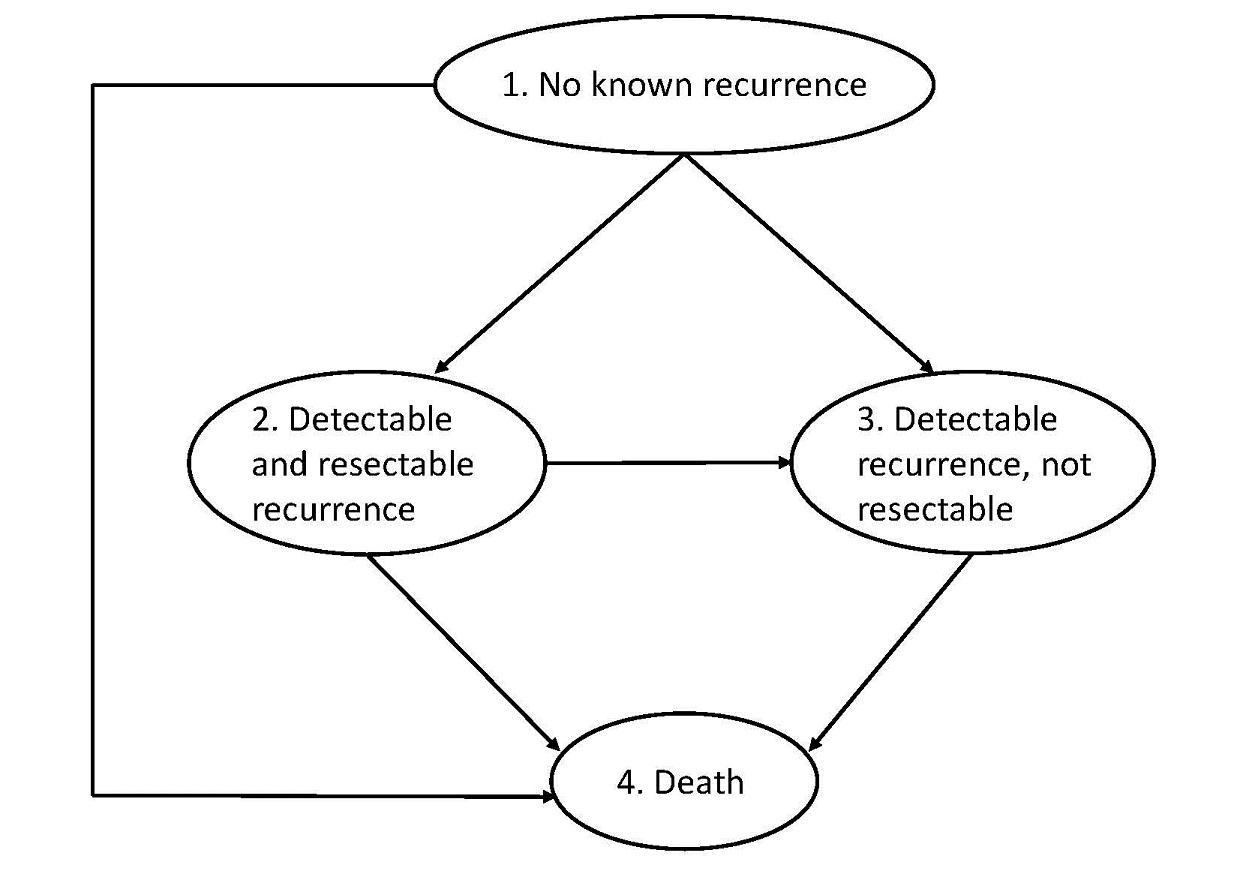 1. No known recurrence
2. Detectable
and resectable
recurrence
3. Detectable
recurrence, not
resectable
4. Death